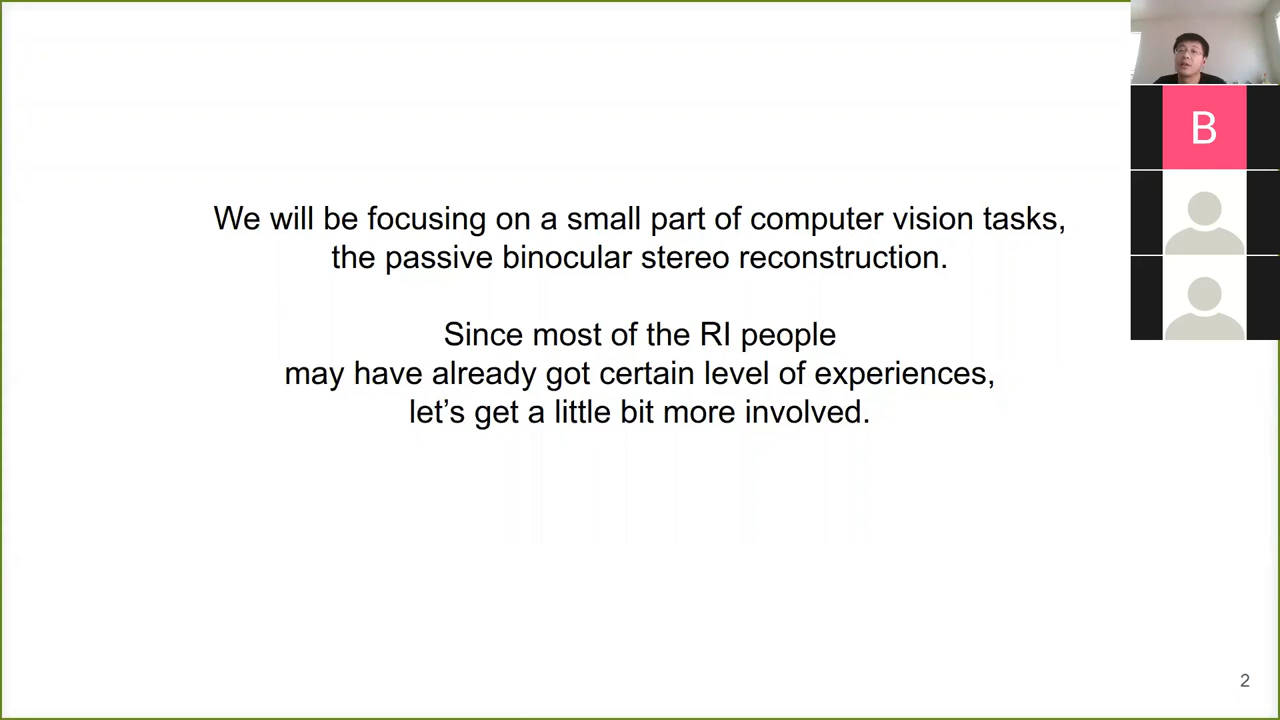 We will be focusing on a small part of computer vision tasks,
the passive binocular stereo reconstruction.
Since most of the RI people
may have already got certain level of experiences,
let’s get a little bit more involved.
B
2